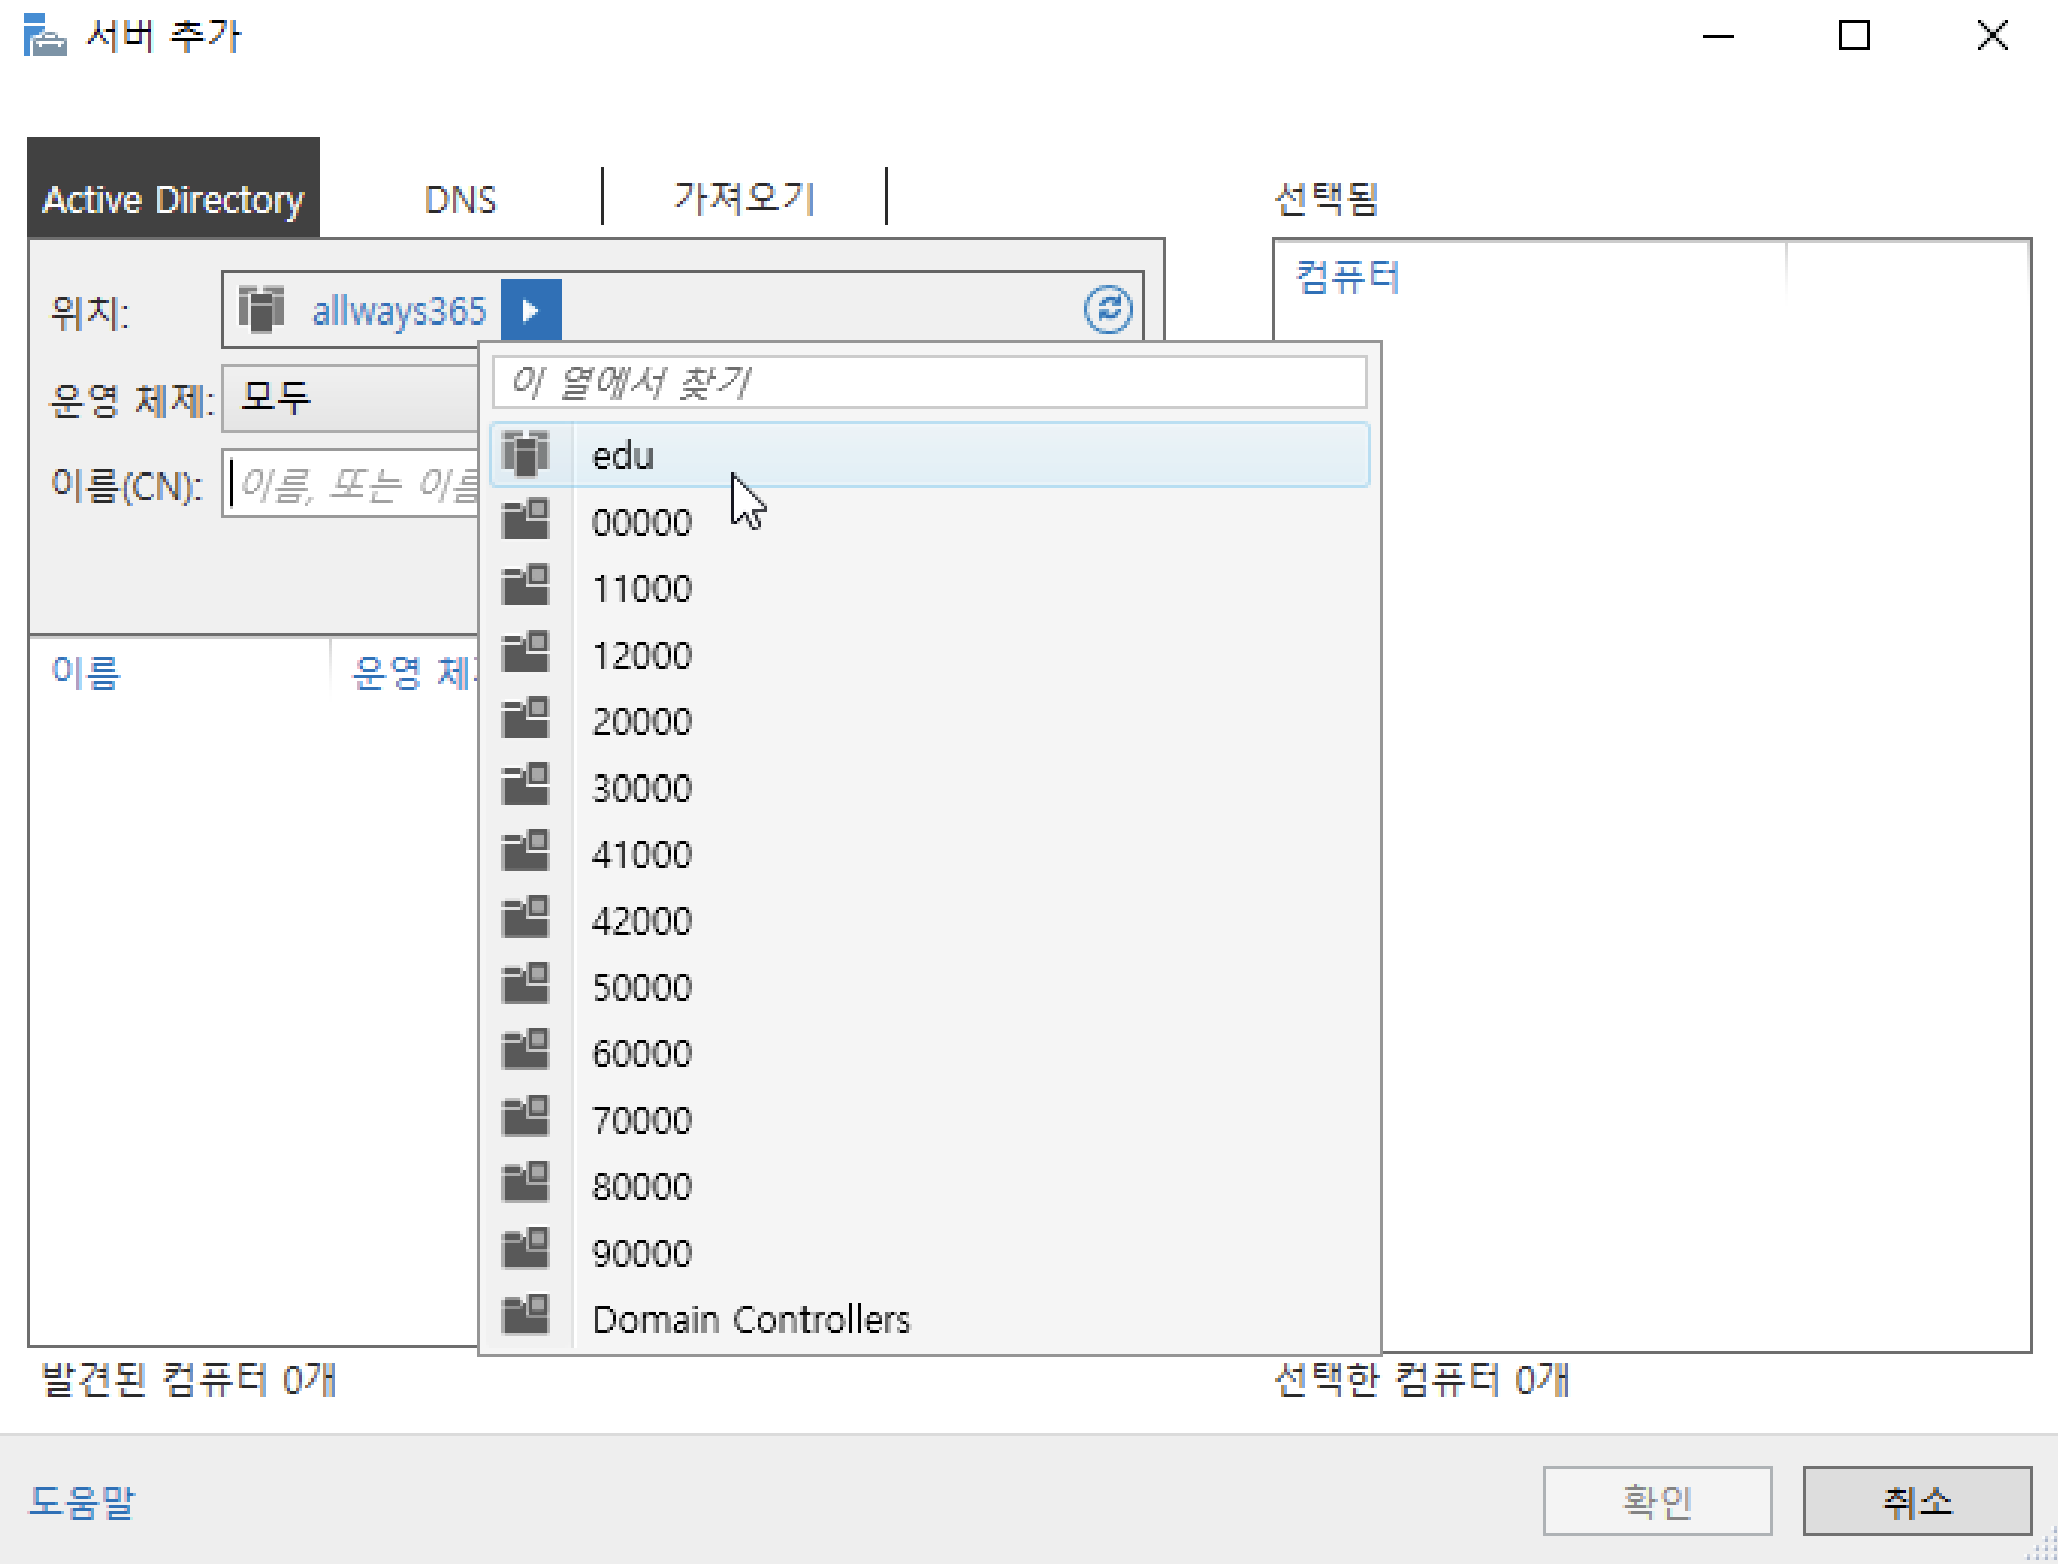 서버 추가
Active Directory
DNS
가져오기
선택됨
위치:
allways365
컴퓨터
운영 체제:
모두
이 열에서 찾기
이름(CN):
이름, 또는 이름
edu
00000
11000
12000
20000
30000
41000
42000
50000
60000
70000
80000
90000
Domain Controllers
이름
운영 체제
발견된 컴퓨터 0개
선택한 컴퓨터 0개
도움말
확인
취소